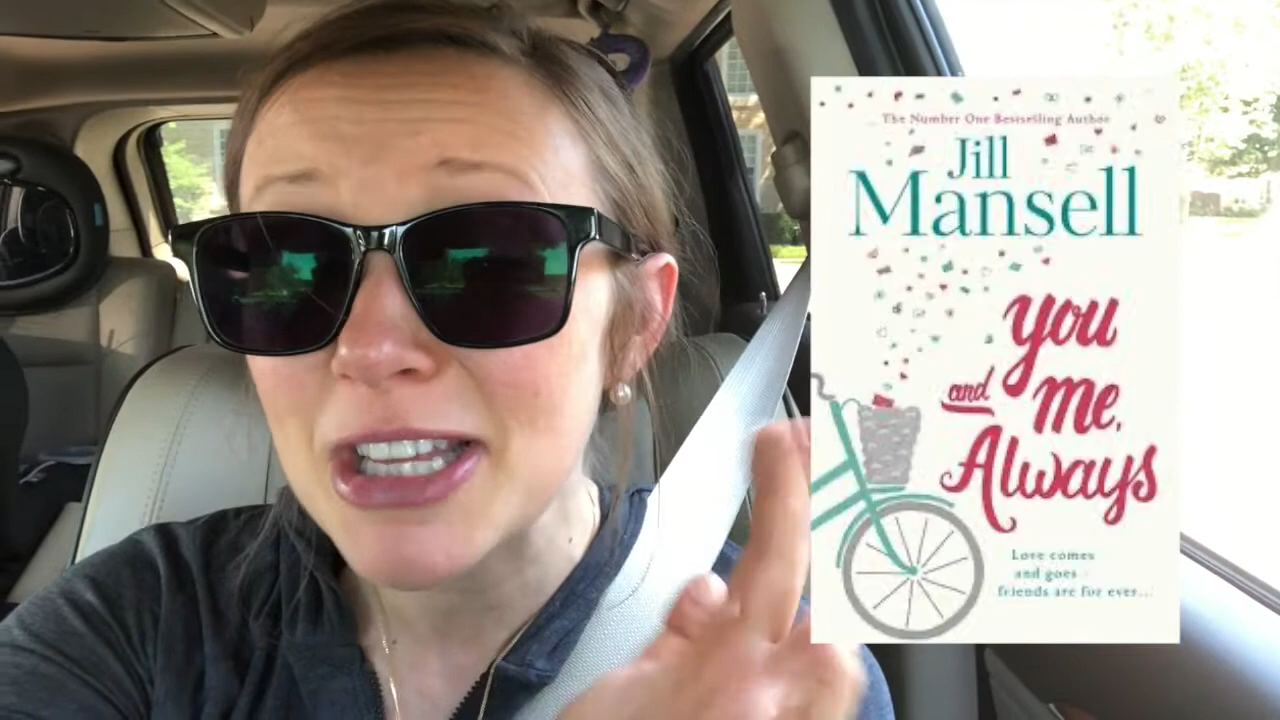 The Number One Bestselling Author
Jill
Mansell
you
and me,
Always
Love comes
and goes
friends are for ever...